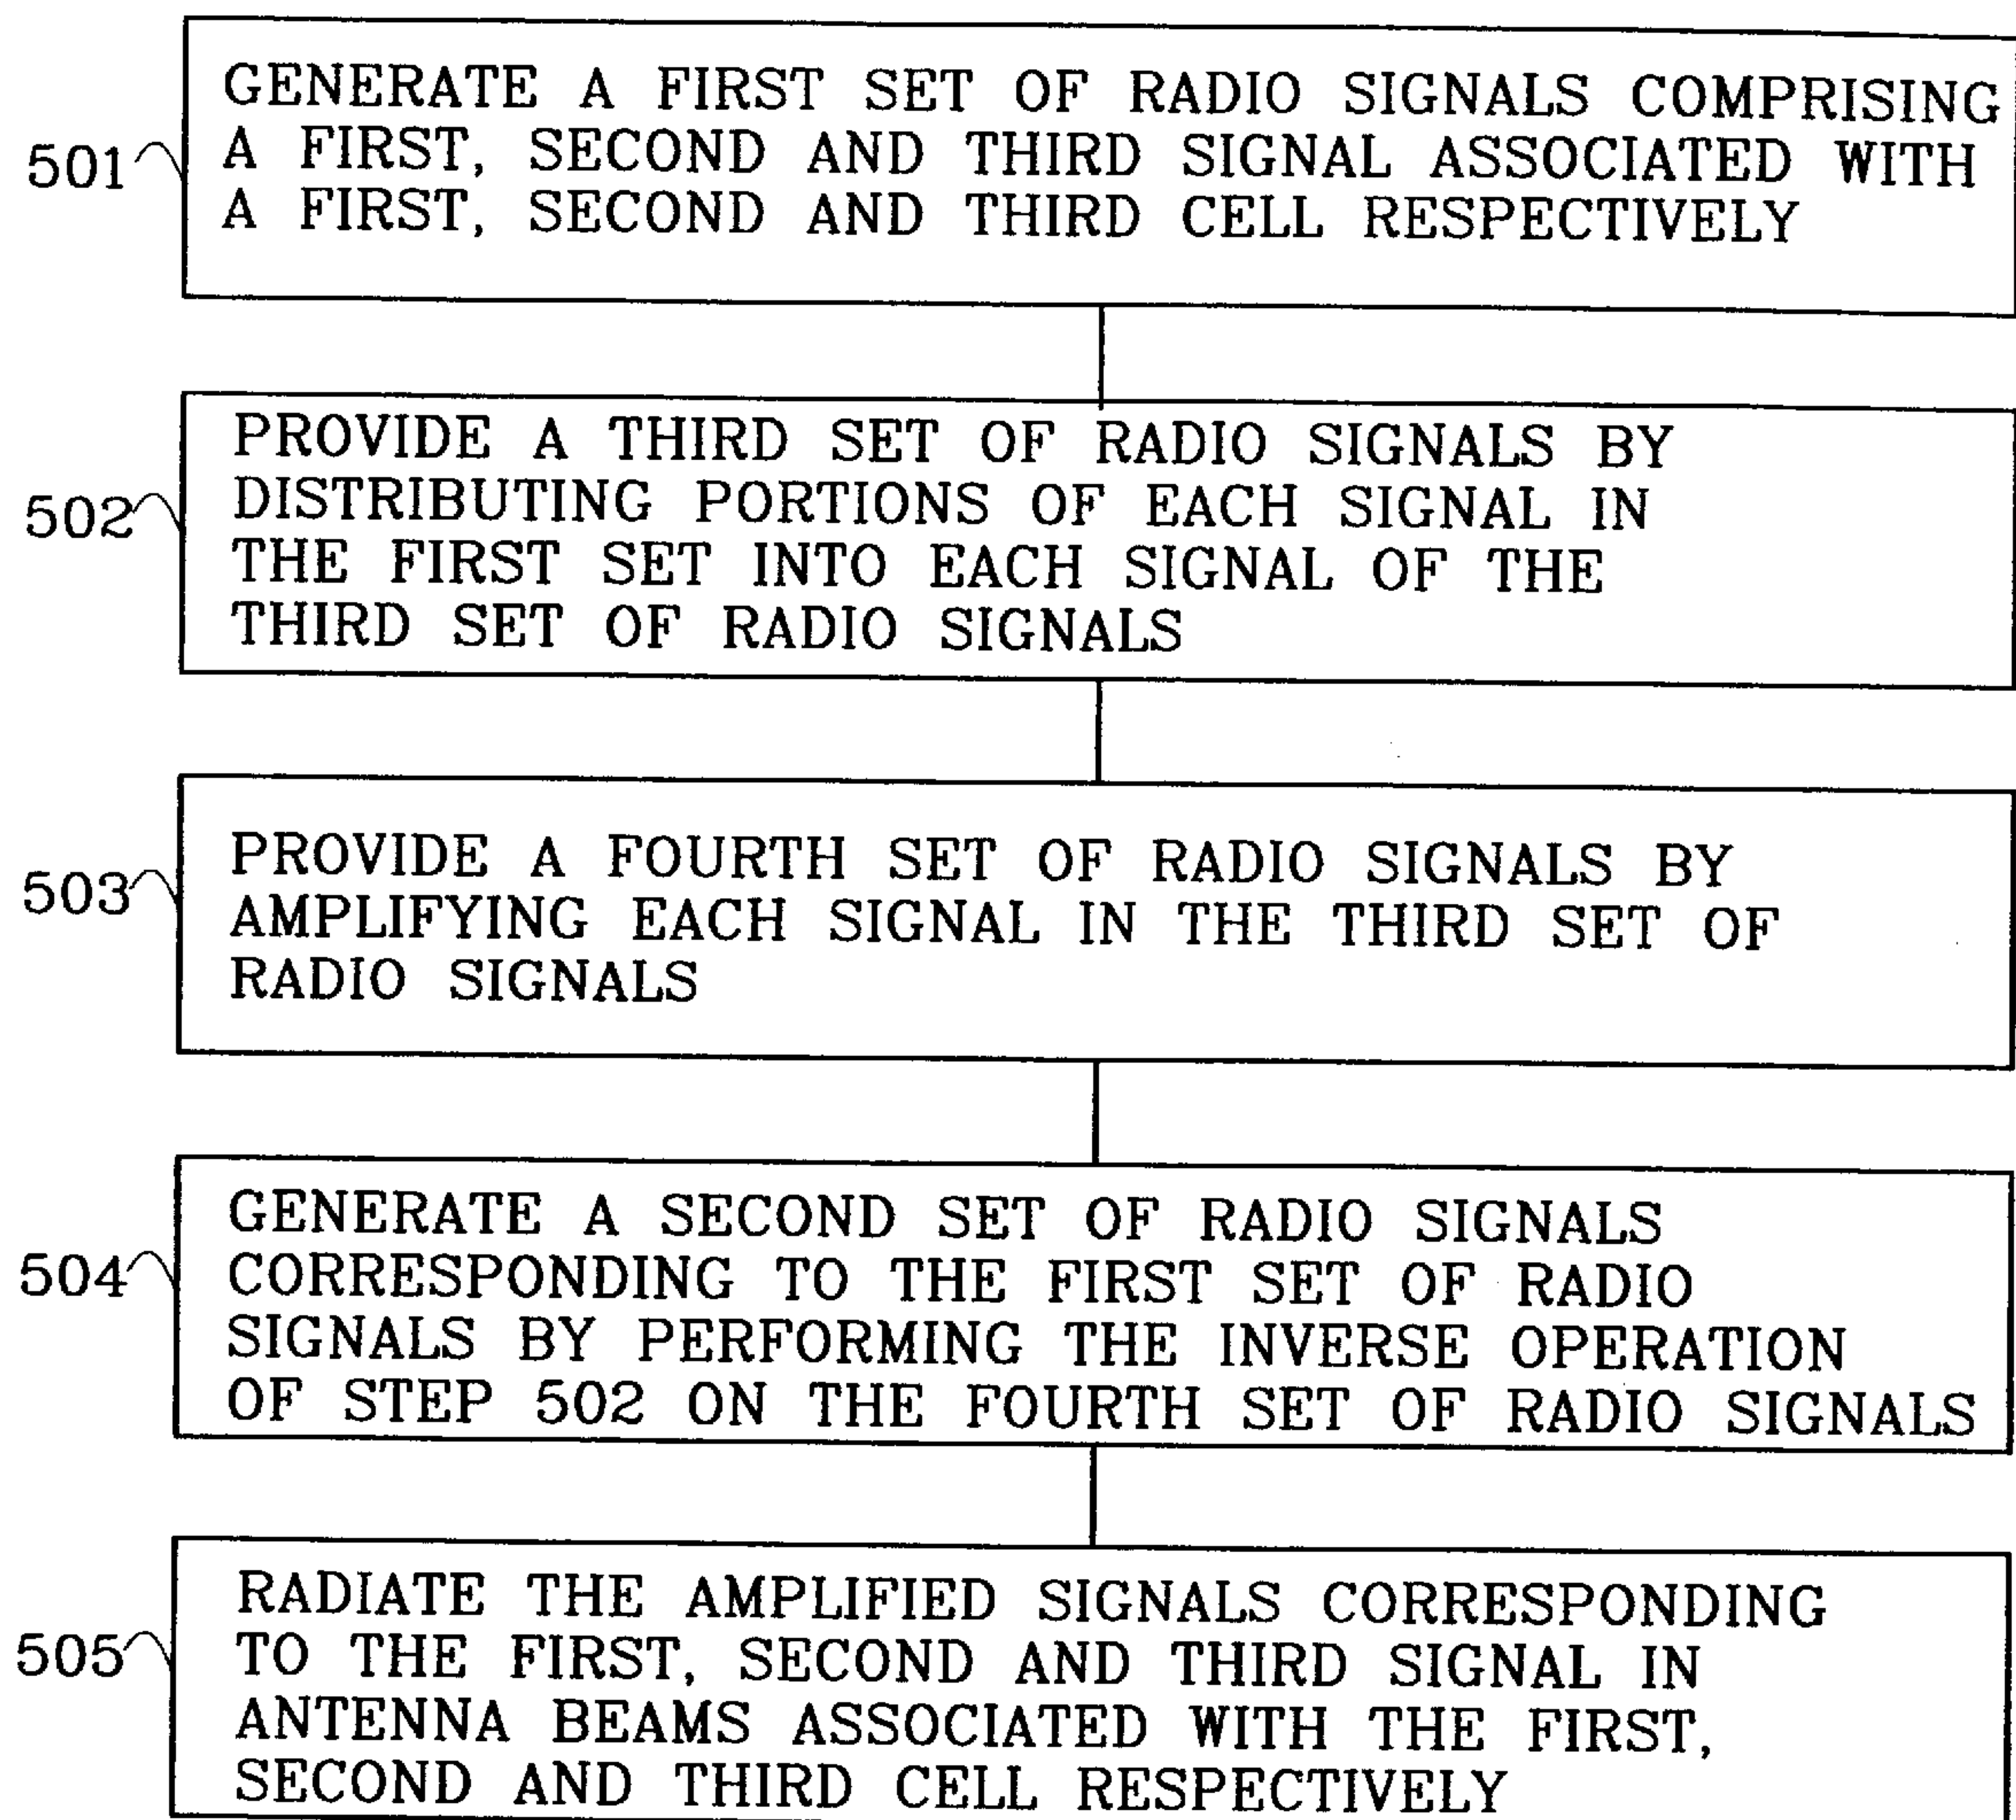 GENERATE A FIRST SET OF RADIO SIGNALS COMPRISING
A FIRST, SECOND AND THIRD SIGNAL ASSOCIATED WITH
A FIRST, SECOND AND THIRD CELL RESPECTIVELY
501
PROVIDE A THIRD SET OF RADIO SIGNALS BY
DISTRIBUTING PORTIONS OF EACH SIGNAL IN
THE FIRST SET INTO EACH SIGNAL OF THE
THIRD SET OF RADIO SIGNALS
502
PROVIDE A FOURTH SET OF RADIO SIGNALS BY
AMPLIFYING EACH SIGNAL IN THE THIRD SET OF
RADIO SIGNALS
503
GENERATE A SECOND SET OF RADIO SIGNALS
CORRESPONDING TO THE FIRST SET OF RADIO
SIGNALS BY PERFORMING THE INVERSE OPERATION
OF STEP 502 ON THE FOURTH SET OF RADIO SIGNALS
504
RADIATE THE AMPLIFIED SIGNALS CORRESPONDING
TO THE FIRST, SECOND AND THIRD SIGNAL IN
ANTENNA BEAMS ASSOCIATED WITH THE FIRST,
SECOND AND THIRD CELL RESPECTIVELY
505